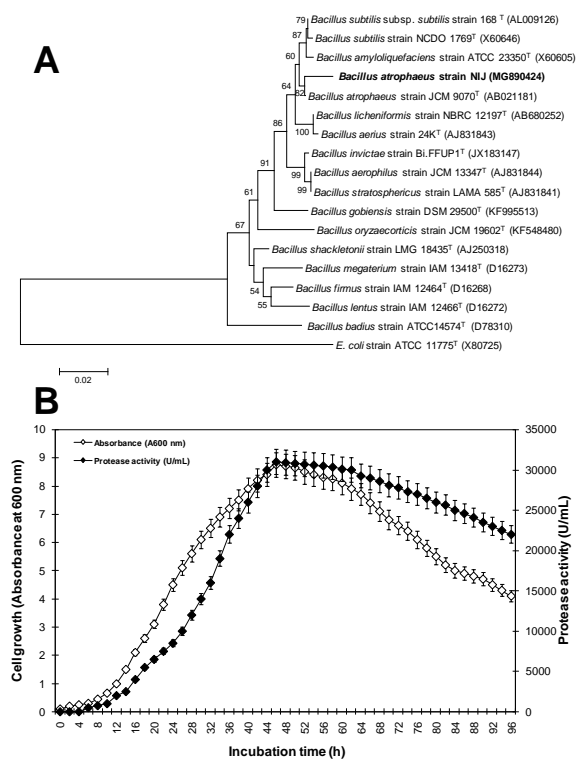 A
79
Bacillus subtilis subsp. subtilis strain 168ᵀ (AL009126)
87
Bacillus subtilis strain NCDO 1769ᵀ (X60646)
60
Bacillus amyloliquefaciens strain ATCC 23350ᵀ (X60605)
Bacillus atrophaeus strain NIJ (MG890424)
64
82
Bacillus atrophaeus strain JCM 9070ᵀ (AB021181)
Bacillus licheniformis strain NBRC 12197ᵀ (AB680252)
86
100
Bacillus aerius strain 24Kᵀ (AJ831843)
Bacillus invictae strain Bi.FFUP1ᵀ (JX183147)
91
99
Bacillus aerophilus strain JCM 13347ᵀ (AJ831844)
99
Bacillus stratosphericus strain LAMA 585ᵀ (AJ831841)
61
Bacillus gobiensis strain DSM 29500ᵀ (KF995513)
Bacillus oryzaecorticis strain JCM 19602ᵀ (KF548480)
67
Bacillus shackletonii strain LMG 18435ᵀ (AJ250318)
Bacillus megaterium strain IAM 13418ᵀ (D16273)
54
Bacillus firmus strain IAM 12464ᵀ (D16268)
55
Bacillus lentus strain IAM 12466ᵀ (D16272)
Bacillus badius strain ATCC14574ᵀ (D78310)
E. coli strain ATCC 11775ᵀ (X80725)
0.02
B
Absorbance (A600 nm)
Protease activity (U/mL)
Cell growth (Absorbance at 600 nm)
10
9
8
7
6
5
4
3
2
1
0
35000
30000
25000
20000
15000
10000
5000
0
Protease activity (U/mL)
0 4 8 12 16 20 24 28 32 36 40 44 48 52 56 60 64 68 72 76 80 84 88 92 96
Incubation time (h)